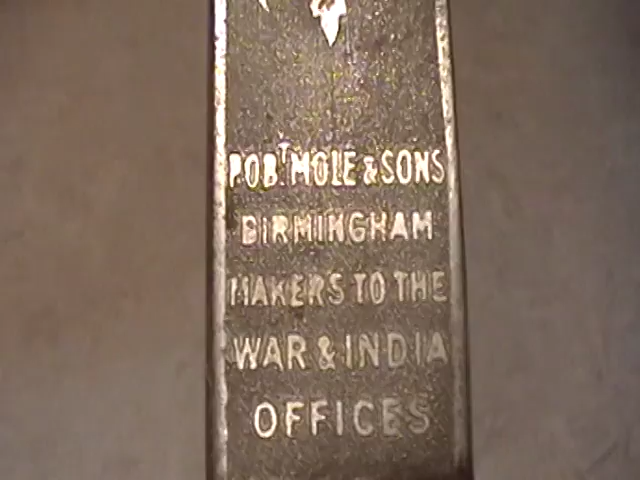 ROBT. MOLE & SONS
BIRMINGHAM
MAKERS TO THE
WAR & INDIA
OFFICES